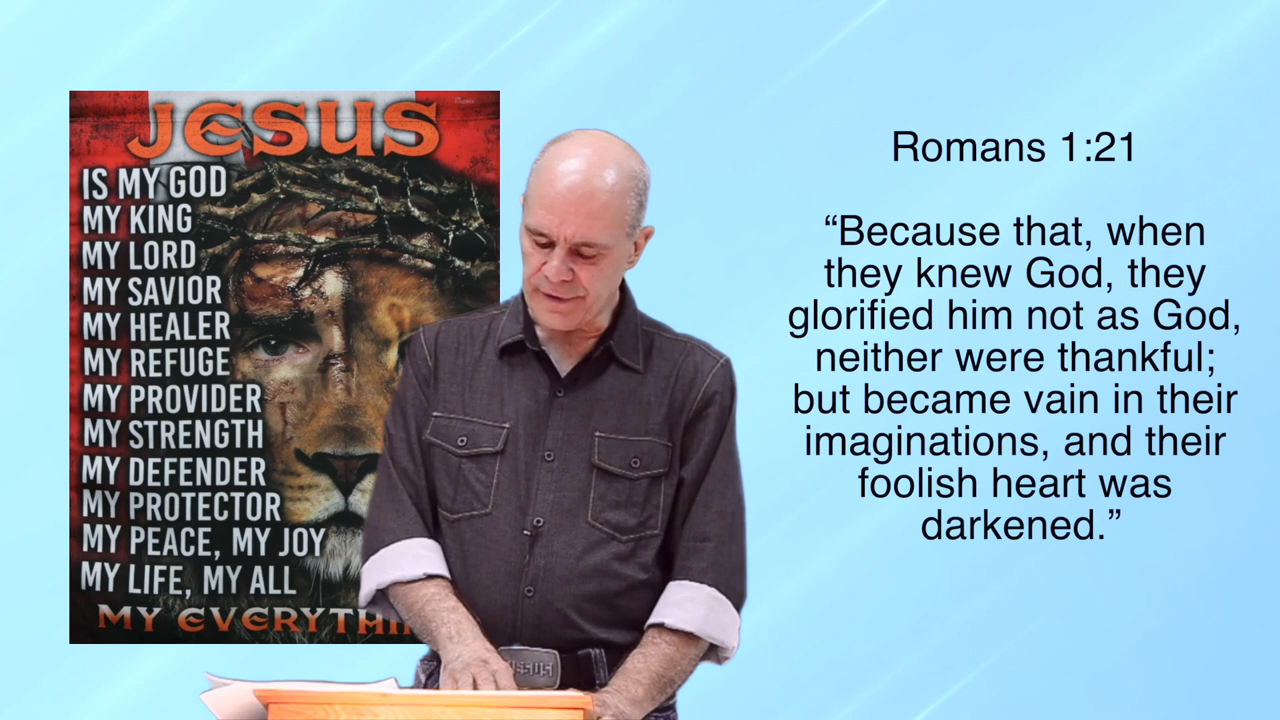 JESUS
IS MY GOD
MY KING
MY LORD
MY SAVIOR
MY HEALER
MY REFUGE
MY PROVIDER
MY STRENGTH
MY DEFENDER
MY PROTECTOR
MY PEACE, MY JOY
MY LIFE, MY ALL
MY
Romans 1:21
“Because that, when
they knew God, they
glorified him not as God,
neither were thankful;
but became vain in their
imaginations, and their
foolish heart was
darkened.”